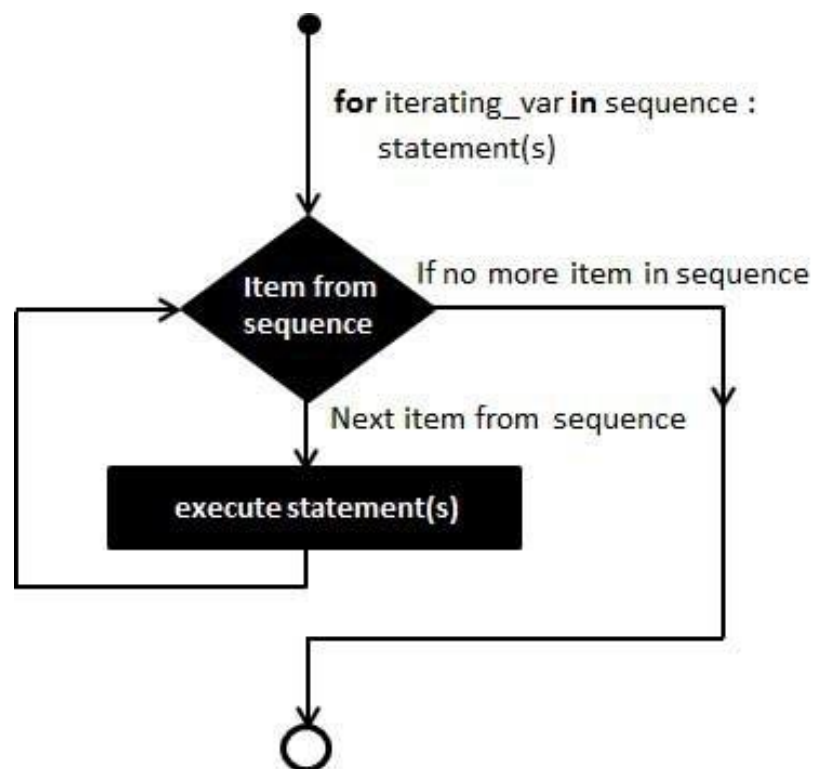 for iterating_var in sequence :
statement(s)
If no more item in sequence
Item from
sequence
Next item from sequence
execute statement(s)